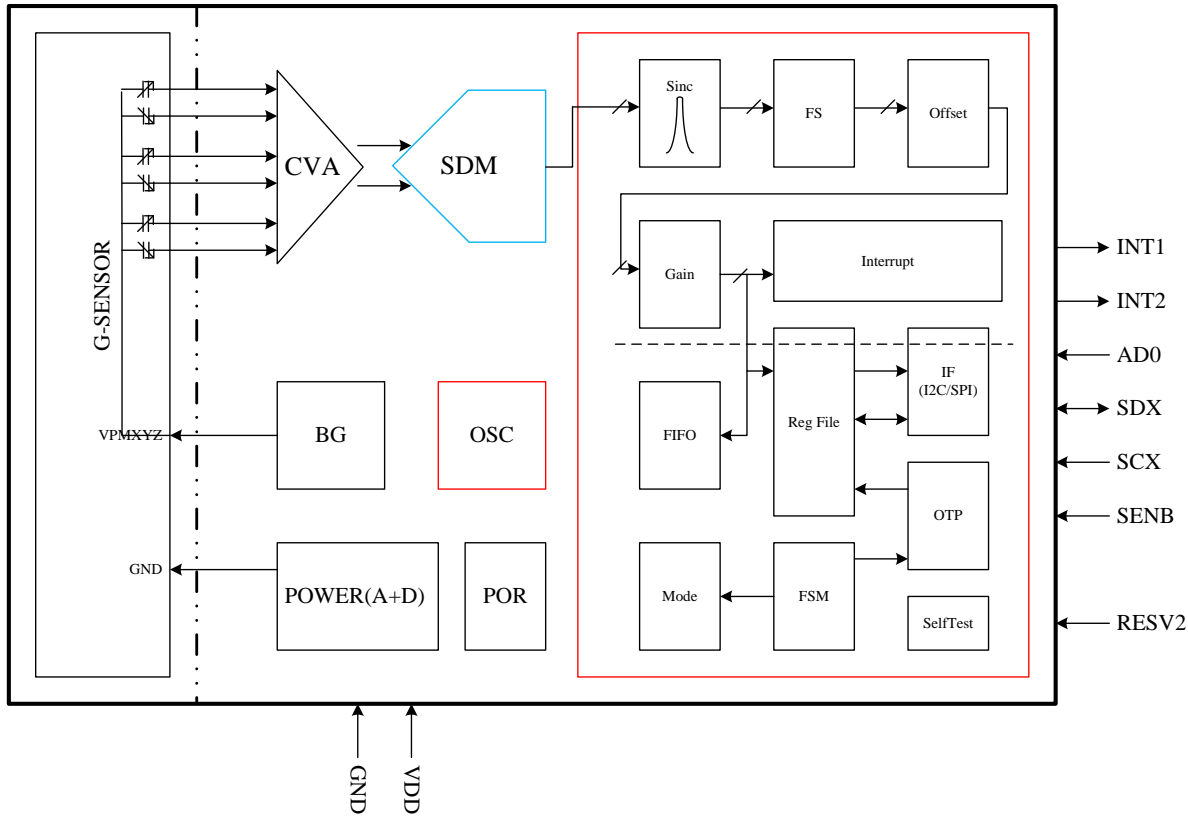 G-SENSOR
VPMXYZ
GND
CVA
SDM
BG
OSC
POWER(A+D)
POR
Sinc
FS
Offset
Gain
Interrupt
FIFO
Reg File
IF
(I2C/SPI)
OTP
Mode
FSM
SelfTest
INT1
INT2
AD0
SDX
SCX
SENB
RESV2
GND
VDD